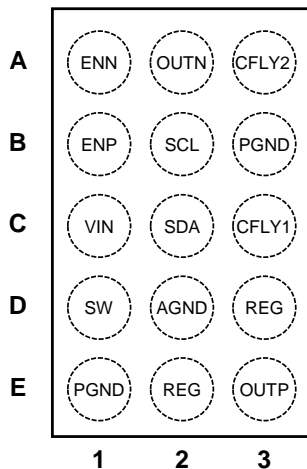 A ENN OUTN CFLY2
B ENP SCL PGND
C VIN SDA CFLY1
D SW AGND REG
E PGND REG OUTP
1 2 3